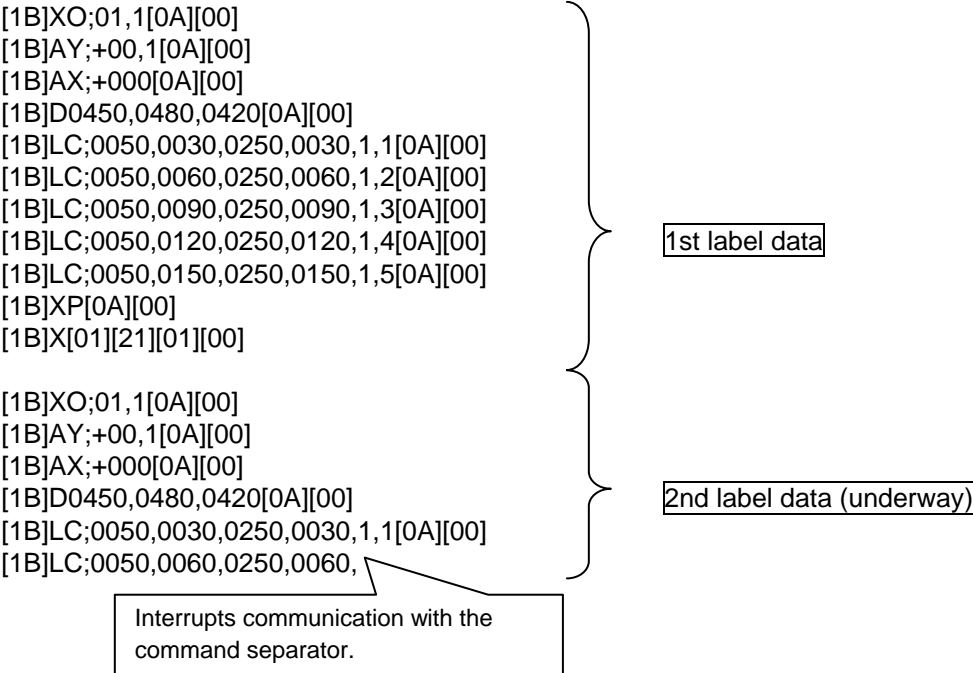 [1B]XO;01,1[0A][00]
[1B]AY;+00,1[0A][00]
[1B]AX;+000[0A][00]
[1B]D0450,0480,0420[0A][00]
[1B]LC;0050,0030,0250,0030,1,1[0A][00]
[1B]LC;0050,0060,0250,0060,1,2[0A][00]
[1B]LC;0050,0090,0250,0090,1,3[0A][00]
[1B]LC;0050,0120,0250,0120,1,4[0A][00]
[1B]LC;0050,0150,0250,0150,1,5[0A][00]
[1B]XP[0A][00]
[1B]X[01][21][01][00]
1st label data
[1B]XO;01,1[0A][00]
[1B]AY;+00,1[0A][00]
[1B]AX;+000[0A][00]
[1B]D0450,0480,0420[0A][00]
[1B]LC;0050,0030,0250,0030,1,1[0A][00]
[1B]LC;0050,0060,0250,0060,
2nd label data (underway)
Interrupts communication with the
command separator.